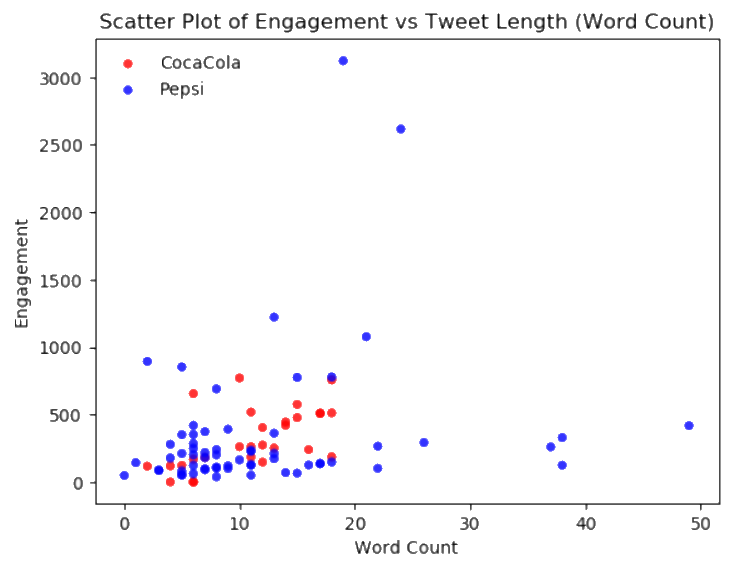 Scatter Plot of Engagement vs Tweet Length (Word Count)
CocaCola
Pepsi
3000
2500
2000
1500
1000
500
0
Engagement
0 10 20 30 40 50
Word Count